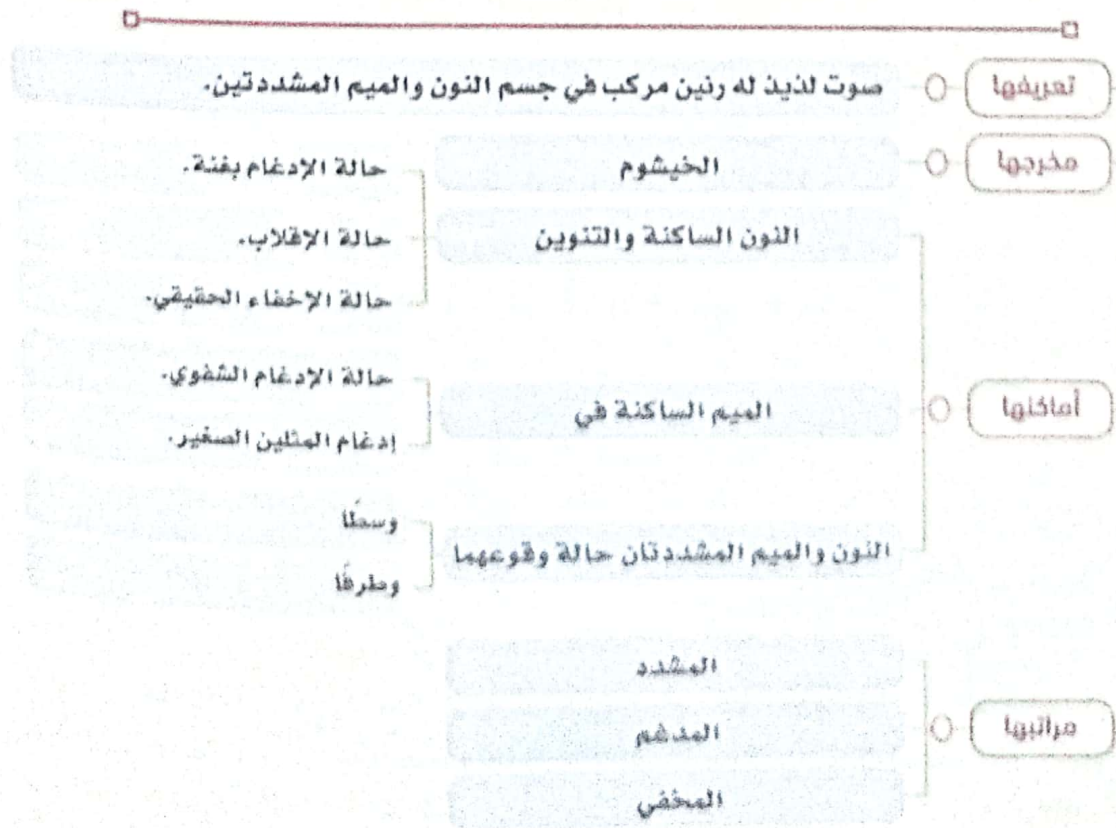 تعريفها
صوت لذيذ له رنين مركب في جسم النون والميم المشددتين.
مخرجها
الخيشوم
أماكنها
النون الساكنة والتنوين
حالة الإدغام بغنة.
حالة الإقلاب.
حالة الإخفاء الحقيقي.
الميم الساكنة في
حالة الإدغام الشفوي.
إدغام المثلين الصغير.
النون والميم المشددتان حالة وقوعهما
وسطًا
وطرفًا
مراتبها
المشدد
المدغم
المخفي